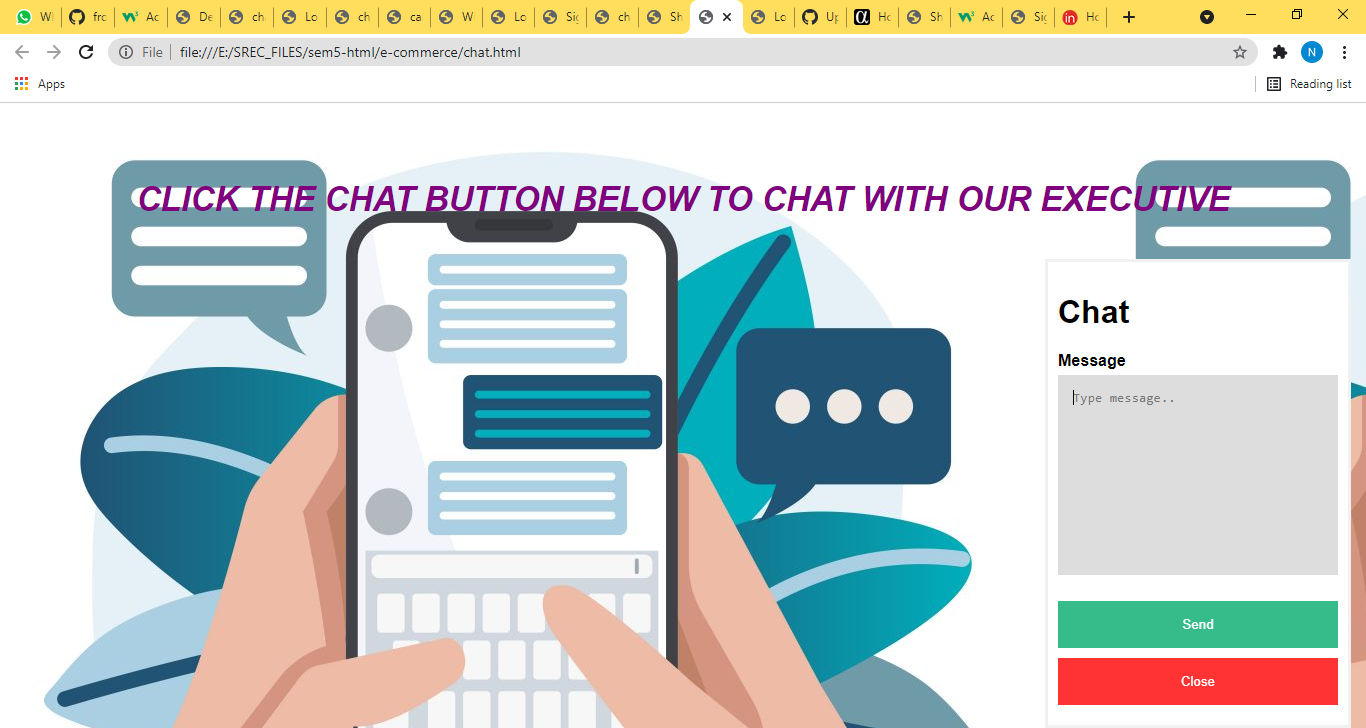 Wl
frc
Ac
De
ch
Lo
ch
ca
W
Lo
Sig
ch
Sh
Lo
Up
Ho
Sh
Ac
Sig
Ho
File
file:///E:/SREC_FILES/sem5-html/e-commerce/chat.html
N
Apps
Reading list
CLICK THE CHAT BUTTON BELOW TO CHAT WITH OUR EXECUTIVE
Chat
Message
Type message..
Send
Close